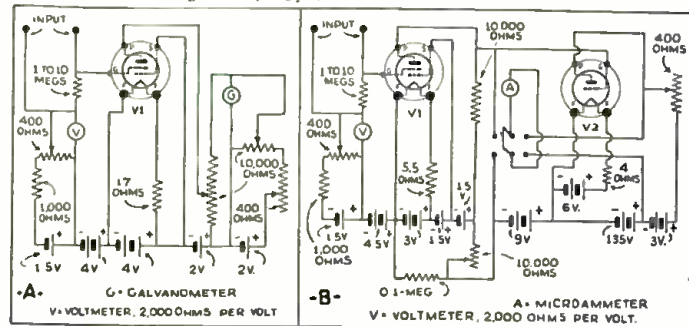 INPUT
P
S
G
V1
1 TO 10
MEGS
G
V
400
OHMS
10,000
OHMS
1,000
OHMS
17
OHMS
400
OHMS
- +
- +
- +
- +
- +
1.5V
4V
4V
2V
2V.
-A-
G = GALVANOMETER
V = VOLTMETER, 2,000 OHMS PER VOLT
INPUT
P
S
G
V1
10,000
OHMS
400
OHMS
1 TO 10
MEGS
A
V2
V
400
OHMS
5.5
OHMS
4
OHMS
1.5
6V.
1,000
OHMS
1.5V
4.5V
3V
1.5V
9V
135V
3V.
10,000
OHMS
0.1-MEG
-B-
A = MICROAMMETER
V = VOLTMETER, 2,000 OHMS PER VOLT.